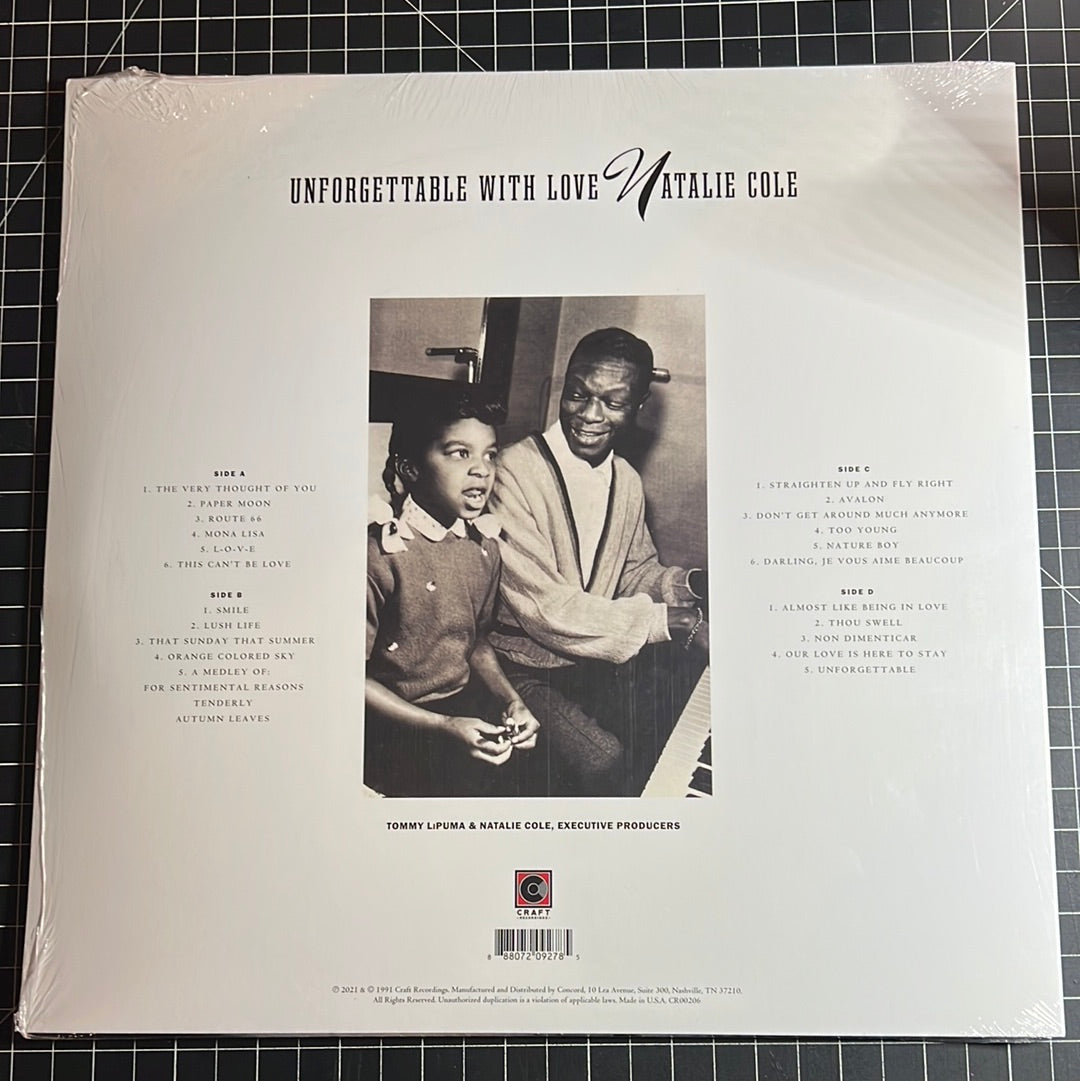 UNFORGETTABLE WITH LOVE NATALIE COLE
SIDE A
1. THE VERY THOUGHT OF YOU
2. PAPER MOON
3. ROUTE 66
4. MONA LISA
5. L-O-V-E
6. THIS CAN'T BE LOVE
SIDE B
1. SMILE
2. LUSH LIFE
3. THAT SUNDAY THAT SUMMER
4. ORANGE COLORED SKY
5. A MEDLEY OF:
FOR SENTIMENTAL REASONS
TENDERLY
AUTUMN LEAVES
SIDE C
1. STRAIGHTEN UP AND FLY RIGHT
2. AVALON
3. DON'T GET AROUND MUCH ANYMORE
4. TOO YOUNG
5. NATURE BOY
6. DARLING, JE VOUS AIME BEAUCOUP
SIDE D
1. ALMOST LIKE BEING IN LOVE
2. THOU SWELL
3. NON DIMENTICAR
4. OUR LOVE IS HERE TO STAY
5. UNFORGETTABLE
TOMMY LiPUMA & NATALIE COLE, EXECUTIVE PRODUCERS
CRAFT
RECORDINGS
8 88072 09278 5
℗ 2021 & © 1991 Craft Recordings. Manufactured and Distributed by Concord, 10 Lea Avenue, Suite 300, Nashville, TN 37210.
All Rights Reserved. Unauthorized duplication is a violation of applicable laws. Made in U.S.A. CR00206